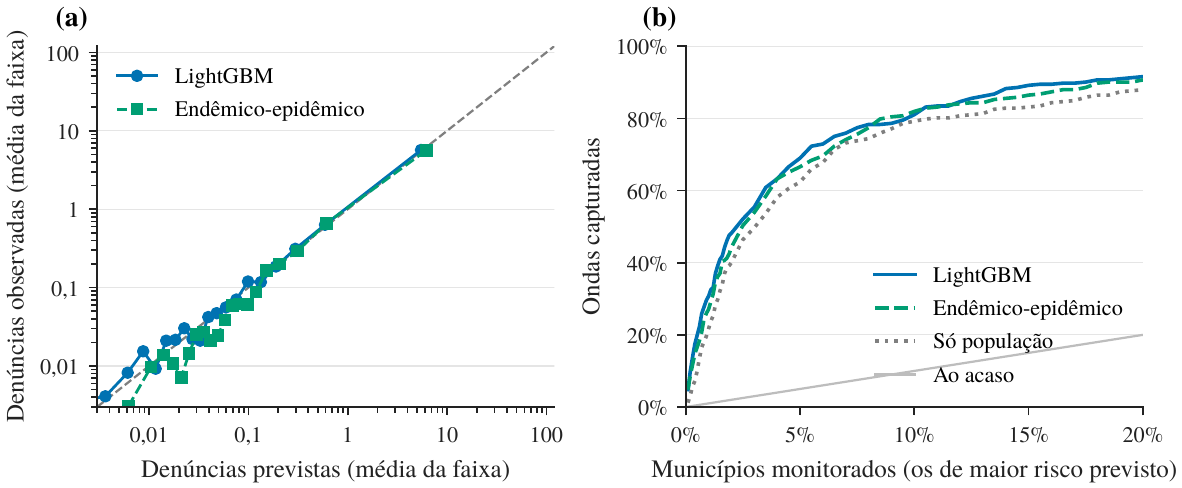 (a)
Denúncias observadas (média da faixa)
100
10
1
0,1
0,01
LightGBM
Endêmico-epidêmico
0,01
0,1
1
10
100
Denúncias previstas (média da faixa)
(b)
Ondas capturadas
100%
80%
60%
40%
20%
0%
LightGBM
Endêmico-epidêmico
Só população
Ao acaso
0%
5%
10%
15%
20%
Municípios monitorados (os de maior risco previsto)